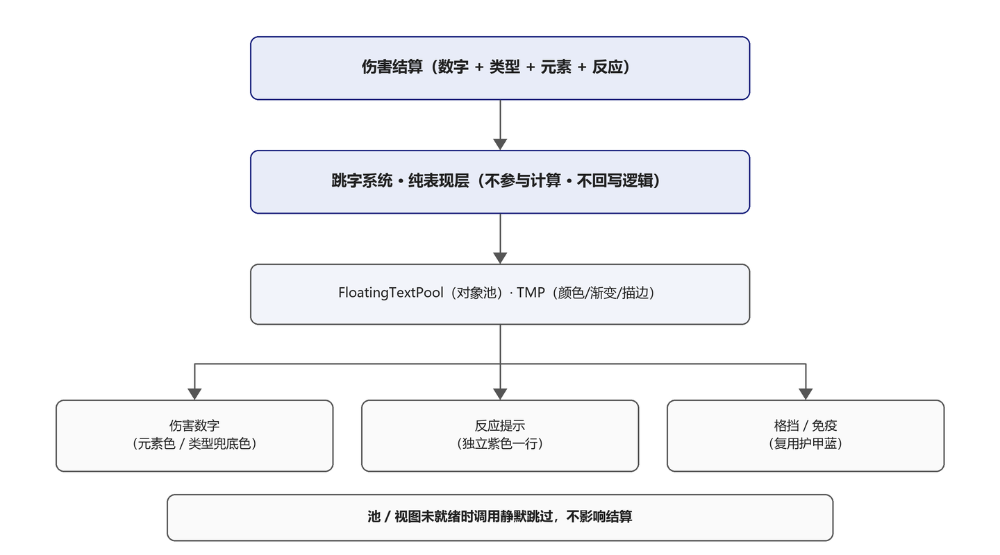 伤害结算（数字 + 类型 + 元素 + 反应）
跳字系统 • 纯表现层（不参与计算 • 不回写逻辑）
FloatingTextPool（对象池）· TMP（颜色/渐变/描边）
伤害数字
（元素色 / 类型兜底色）
反应提示
（独立紫色一行）
格挡 / 免疫
（复用护甲蓝）
池 / 视图未就绪时调用静默跳过，不影响结算